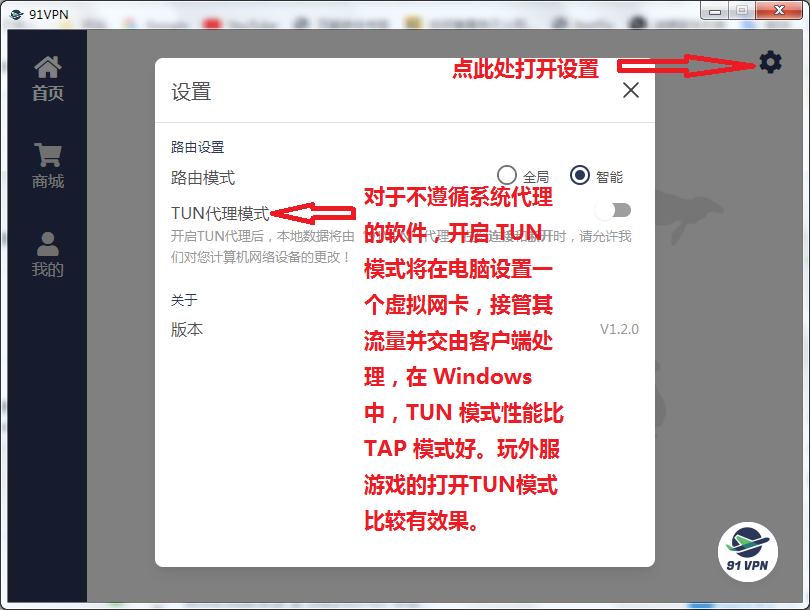 91VPN
点此处打开设置
首页
商城
我的
设置
路由设置
路由模式
全局
智能
TUN代理模式
开启TUN代理后，本地数据将由
代理
连接和断开时，请允许我
们对您计算机网络设备的更改！
对于不遵循系统代理
的软件，开启 TUN
模式将在电脑设置一
个虚拟网卡，接管其
流量并交由客户端处
理，在 Windows
中，TUN 模式性能比
TAP 模式好。玩外服
游戏的打开TUN模式
比较有效果。
关于
版本
V1.2.0
91 VPN